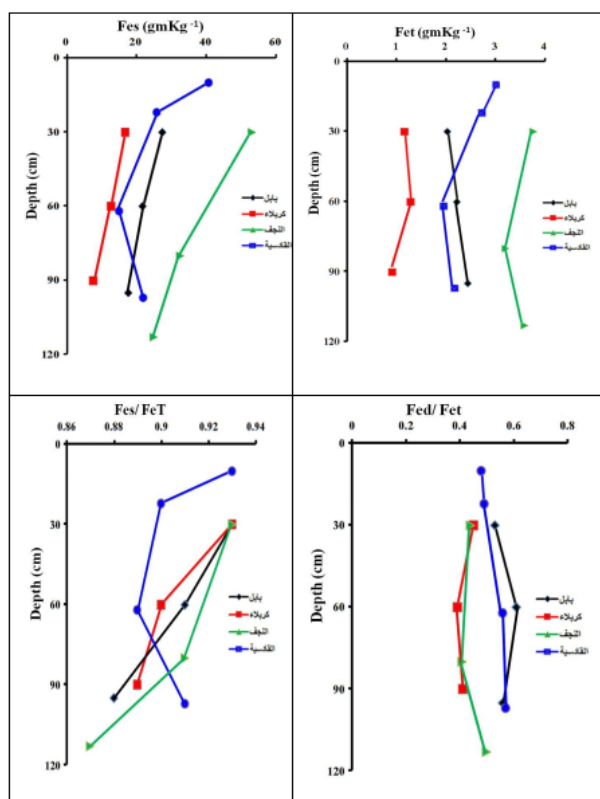 Fes (gmKg⁻¹)
0 20 40 60
0
30
60
90
120
Depth (cm)
بابل
كربلاء
النجف
القادسية
Fet (gmKg⁻¹)
0 1 2 3 4
0
30
60
90
120
Depth (cm)
بابل
كربلاء
النجف
القادسية
Fes/ FeT
0.86 0.88 0.9 0.92 0.94
0
30
60
90
120
Depth (cm)
بابل
كربلاء
النجف
القادسية
Fed/ Fet
0 0.2 0.4 0.6 0.8
0
30
60
90
120
Depth (cm)
بابل
كربلاء
النجف
القادسية